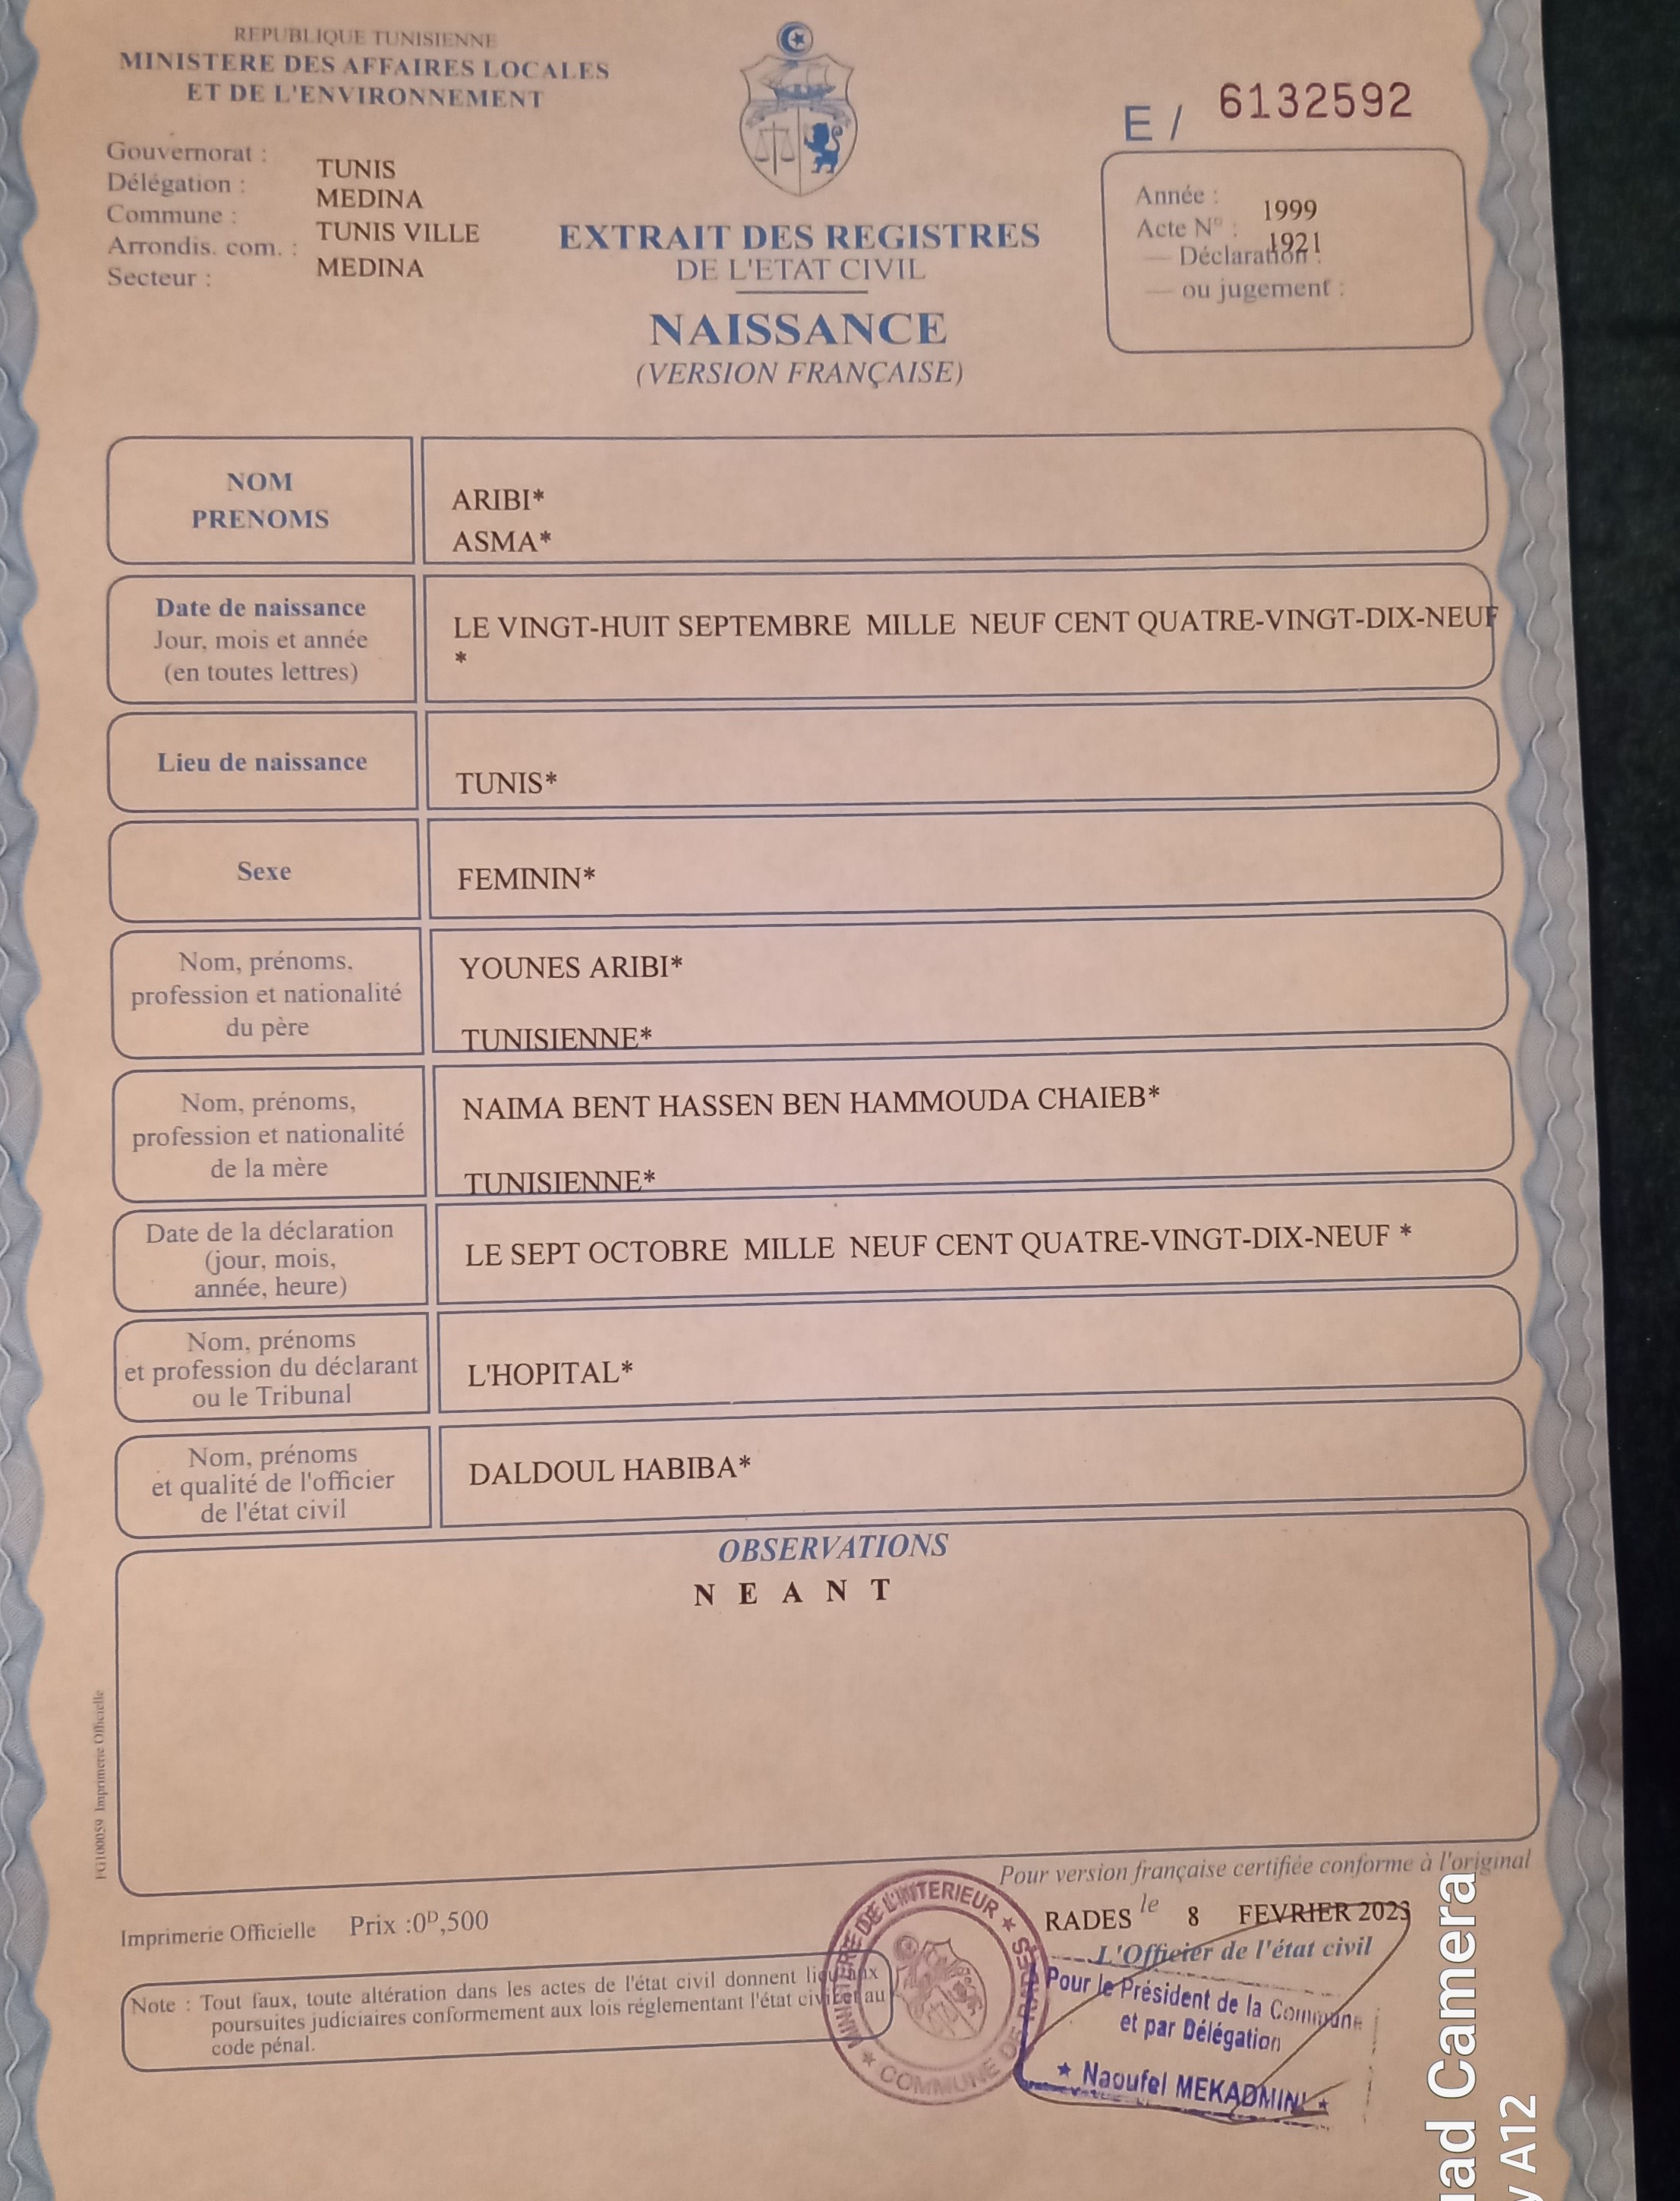 REPUBLIQUE TUNISIENNE
MINISTERE DES AFFAIRES LOCALES
ET DE L'ENVIRONNEMENT
E / 6132592
Gouvernorat : TUNIS
Délégation : MEDINA
Commune : TUNIS VILLE
Arrondis. com. : MEDINA
Secteur :
EXTRAIT DES REGISTRES
DE L'ETAT CIVIL
NAISSANCE
(VERSION FRANÇAISE)
Année : 1999
Acte N° : 1921
— Déclaration :
— ou jugement :
NOM
PRENOMS
ARIBI*
ASMA*
Date de naissance
Jour, mois et année
(en toutes lettres)
LE VINGT-HUIT SEPTEMBRE MILLE NEUF CENT QUATRE-VINGT-DIX-NEUF
*
Lieu de naissance
TUNIS*
Sexe
FEMININ*
Nom, prénoms,
profession et nationalité
du père
YOUNES ARIBI*
TUNISIENNE*
Nom, prénoms,
profession et nationalité
de la mère
NAIMA BENT HASSEN BEN HAMMOUDA CHAIEB*
TUNISIENNE*
Date de la déclaration
(jour, mois,
année, heure)
LE SEPT OCTOBRE MILLE NEUF CENT QUATRE-VINGT-DIX-NEUF *
Nom, prénoms
et profession du déclarant
ou le Tribunal
L'HOPITAL*
Nom, prénoms
et qualité de l'officier
de l'état civil
DALDOUL HABIBA*
OBSERVATIONS
N E A N T
FG100059 Imprimerie Officielle
Pour version française certifiée conforme à l'original
RADES le 8 FEVRIER 2023
L'Officier de l'état civil
Imprimerie Officielle Prix :0ᴰ,500
Note : Tout faux, toute altération dans les actes de l'état civil donnent lieu aux
poursuites judiciaires conformement aux lois réglementant l'état civil et au
code pénal.
MINISTERE DE L'INTERIEUR ★
★ COMMUNE DE RADES
Pour le Président de la Commune
et par Délégation
★ Naoufel MEKADMINI ★
uad Camera
y A12